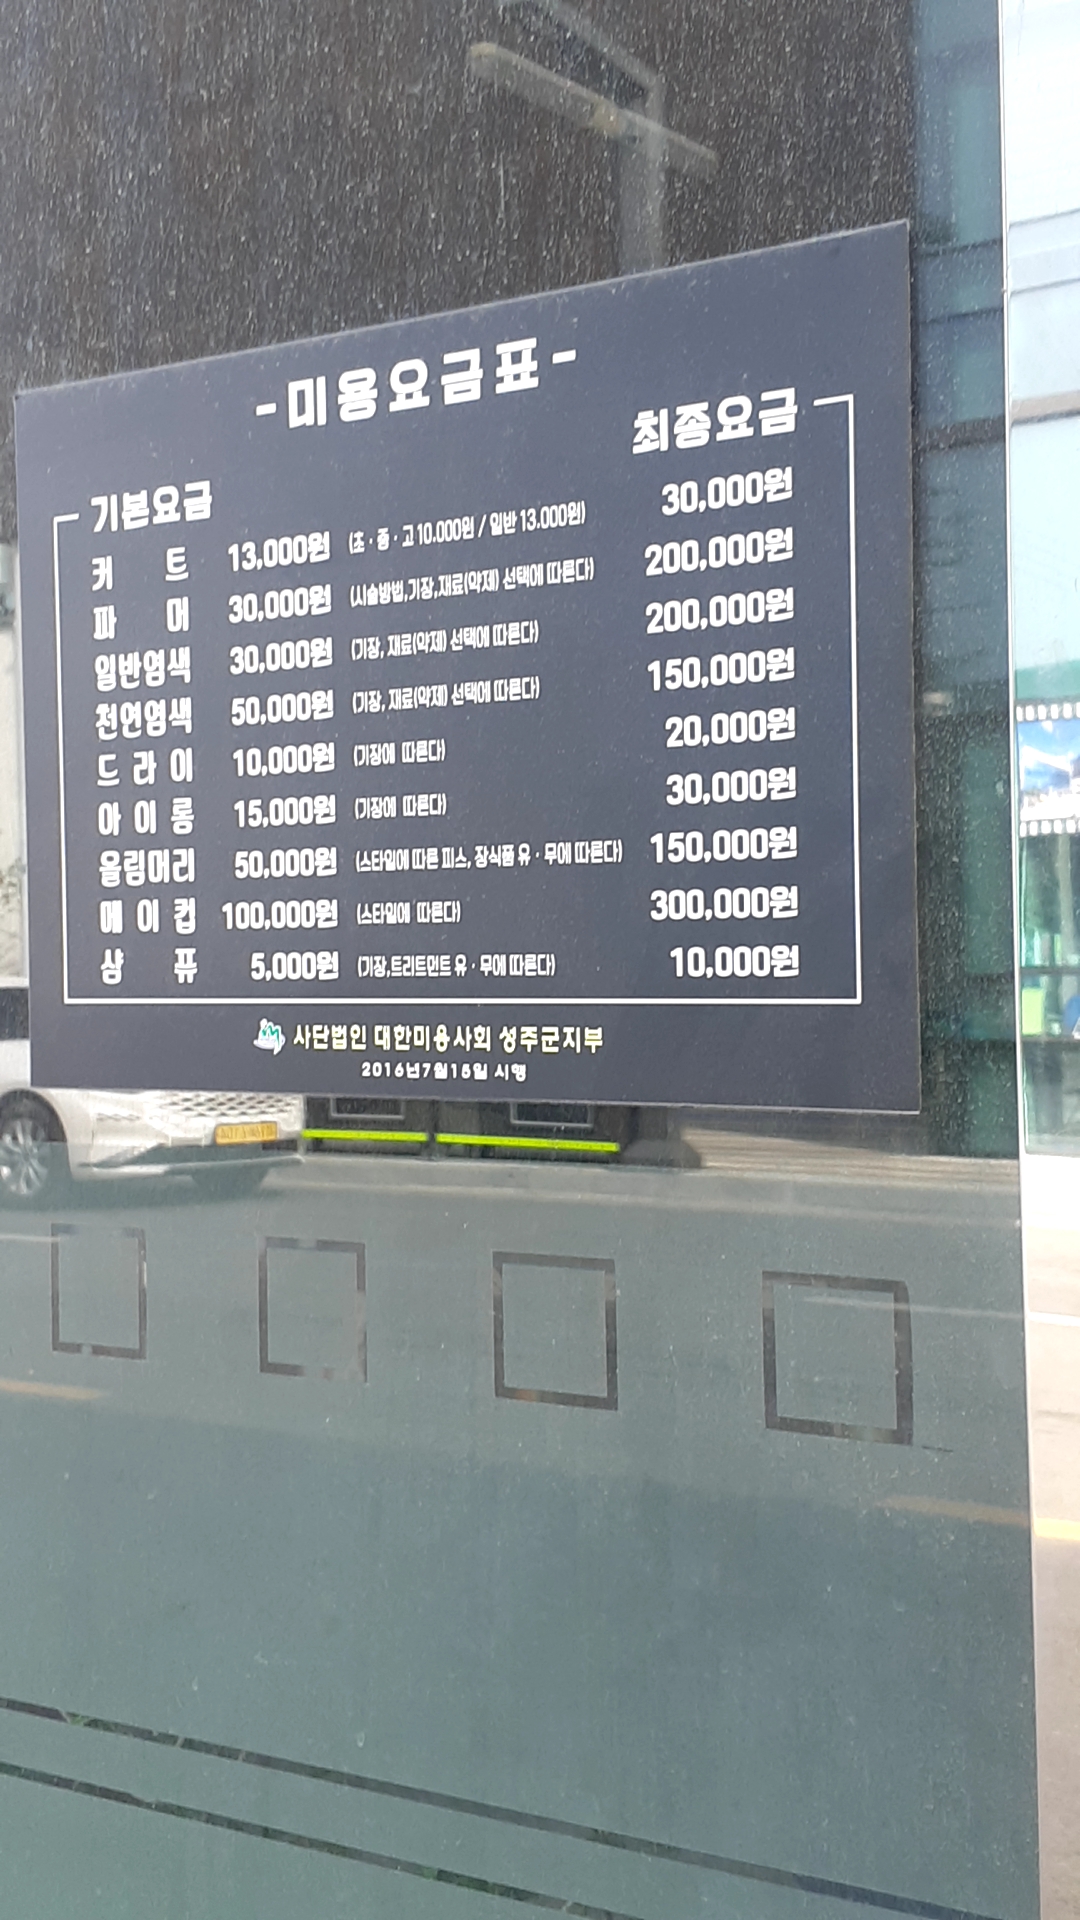 -미용요금표-
기본요금 최종요금
커트 13,000원 (초·중·고 10.000원 / 일반 13.000원) 30,000원
파머 30,000원 (시술방법,기장,재료(약제) 선택에 따른다) 200,000원
일반염색 30,000원 (기장, 재료(약제) 선택에 따른다) 200,000원
천연염색 50,000원 (기장, 재료(약제) 선택에 따른다) 150,000원
드라이 10,000원 (기장에 따른다) 20,000원
아이롱 15,000원 (기장에 따른다) 30,000원
올림머리 50,000원 (스타일에 따른 피스, 장식품 유·무에 따른다) 150,000원
메이컵 100,000원 (스타일에 따른다) 300,000원
샴퓨 5,000원 (기장,트리트먼트 유·무에 따른다) 10,000원
사단법인 대한미용사회 성주군지부
2016년7월15일 시행